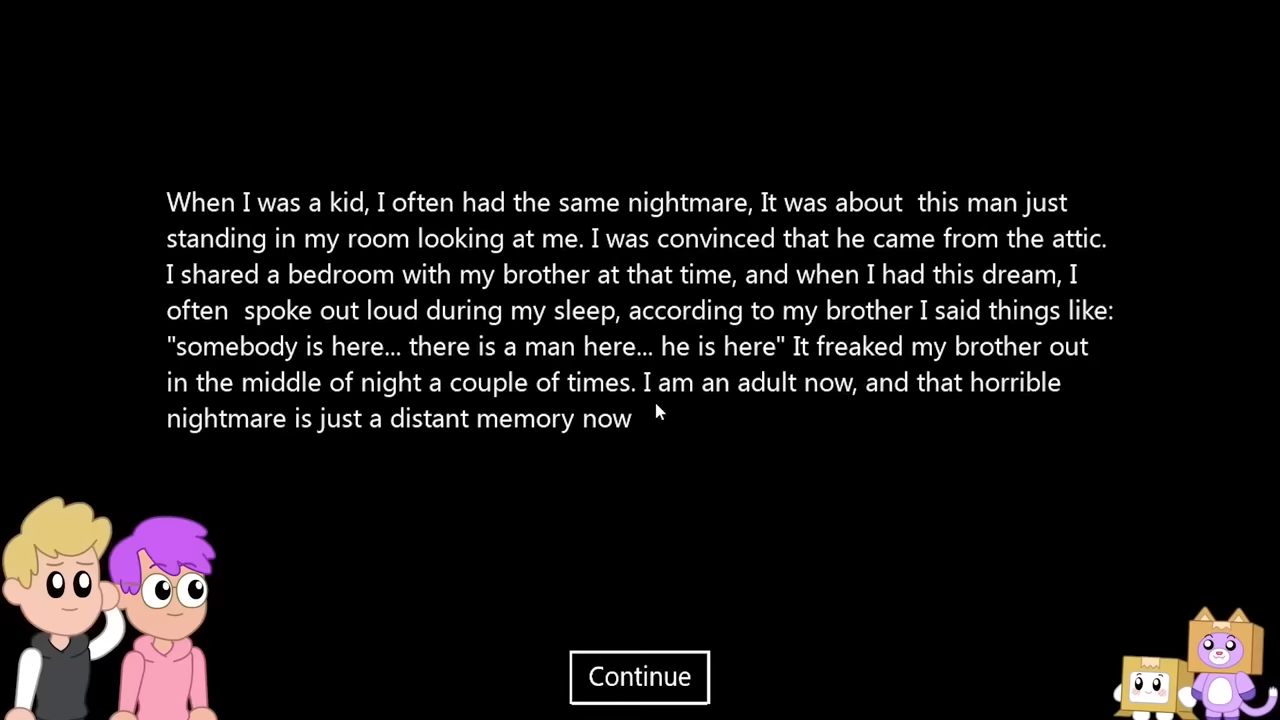 When I was a kid, I often had the same nightmare, It was about  this man just
standing in my room looking at me. I was convinced that he came from the attic.
I shared a bedroom with my brother at that time, and when I had this dream, I
often  spoke out loud during my sleep, according to my brother I said things like:
"somebody is here... there is a man here... he is here" It freaked my brother out
in the middle of night a couple of times. I am an adult now, and that horrible
nightmare is just a distant memory now
Continue